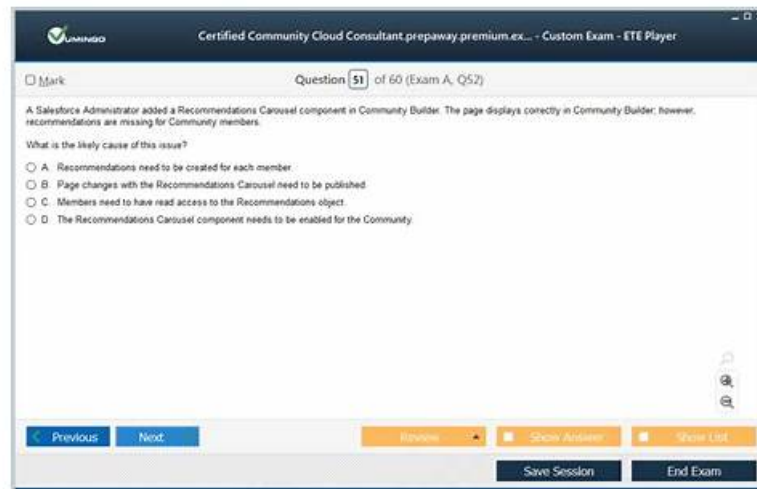 VUMINGO
Certified Community Cloud Consultant.prepaway.premium.ex... - Custom Exam - ETE Player
Mark
Question 51 of 60 (Exam A, Q52)
A Salesforce Administrator added a Recommendations Carousel component in Community Builder. The page displays correctly in Community Builder; however,
recommendations are missing for Community members.
What is the likely cause of this issue?
A. Recommendations need to be created for each member.
B. Page changes with the Recommendations Carousel need to be published.
C. Members need to have read access to the Recommendations object.
D. The Recommendations Carousel component needs to be enabled for the Community.
Previous
Next
Review
Show Answer
Show List
Save Session
End Exam